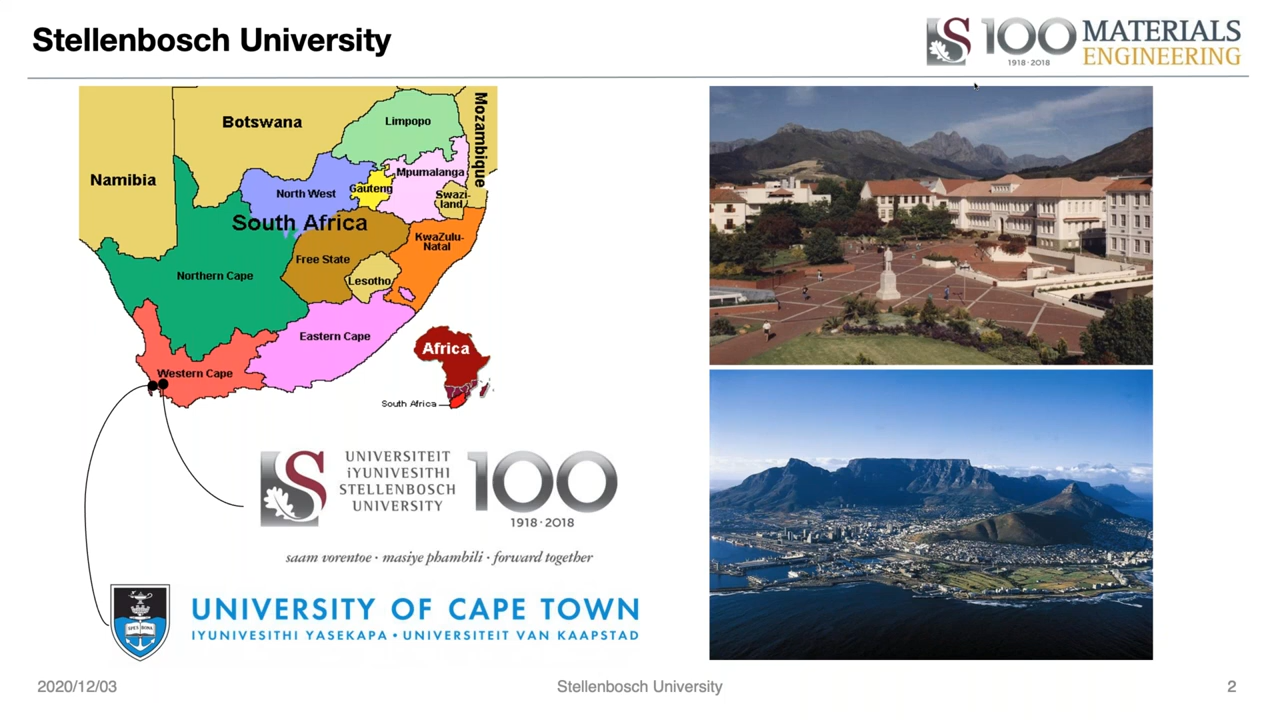 Stellenbosch University
S 100 MATERIALS
1918·2018 ENGINEERING
Botswana
Namibia
Limpopo
Mozambique
Mpumalanga
North West
Gauteng
Swazi-
land
South Africa
KwaZulu-
Natal
Free State
Northern Cape
Lesotho
Eastern Cape
Western Cape
Africa
South Africa
UNIVERSITEIT
iYUNIVESITHI
STELLENBOSCH
UNIVERSITY
S 100
1918·2018
saam vorentoe · masiye phambili · forward together
SPES BONA
UNIVERSITY OF CAPE TOWN
IYUNIVESITHI YASEKAPA • UNIVERSITEIT VAN KAAPSTAD
2020/12/03
Stellenbosch University
2